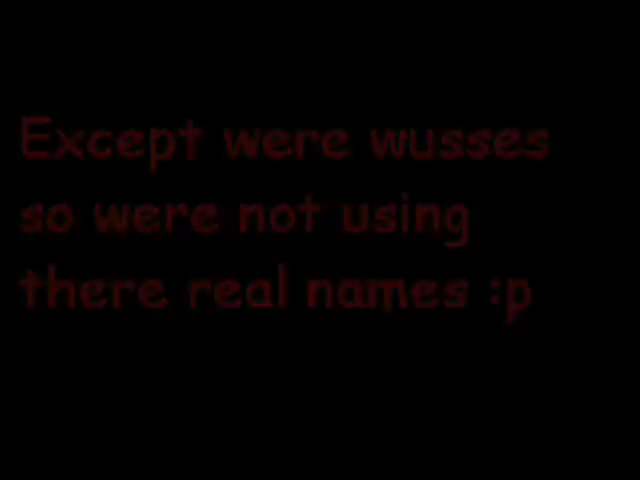 Except were wusses
so were not using
there real names :p